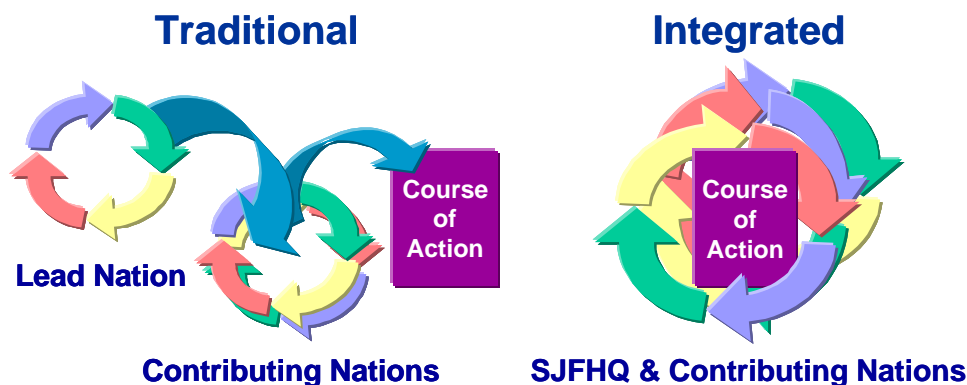 Traditional
Integrated
Course
of
Action
Course
of
Action
Lead Nation
Contributing Nations
SJFHQ & Contributing Nations